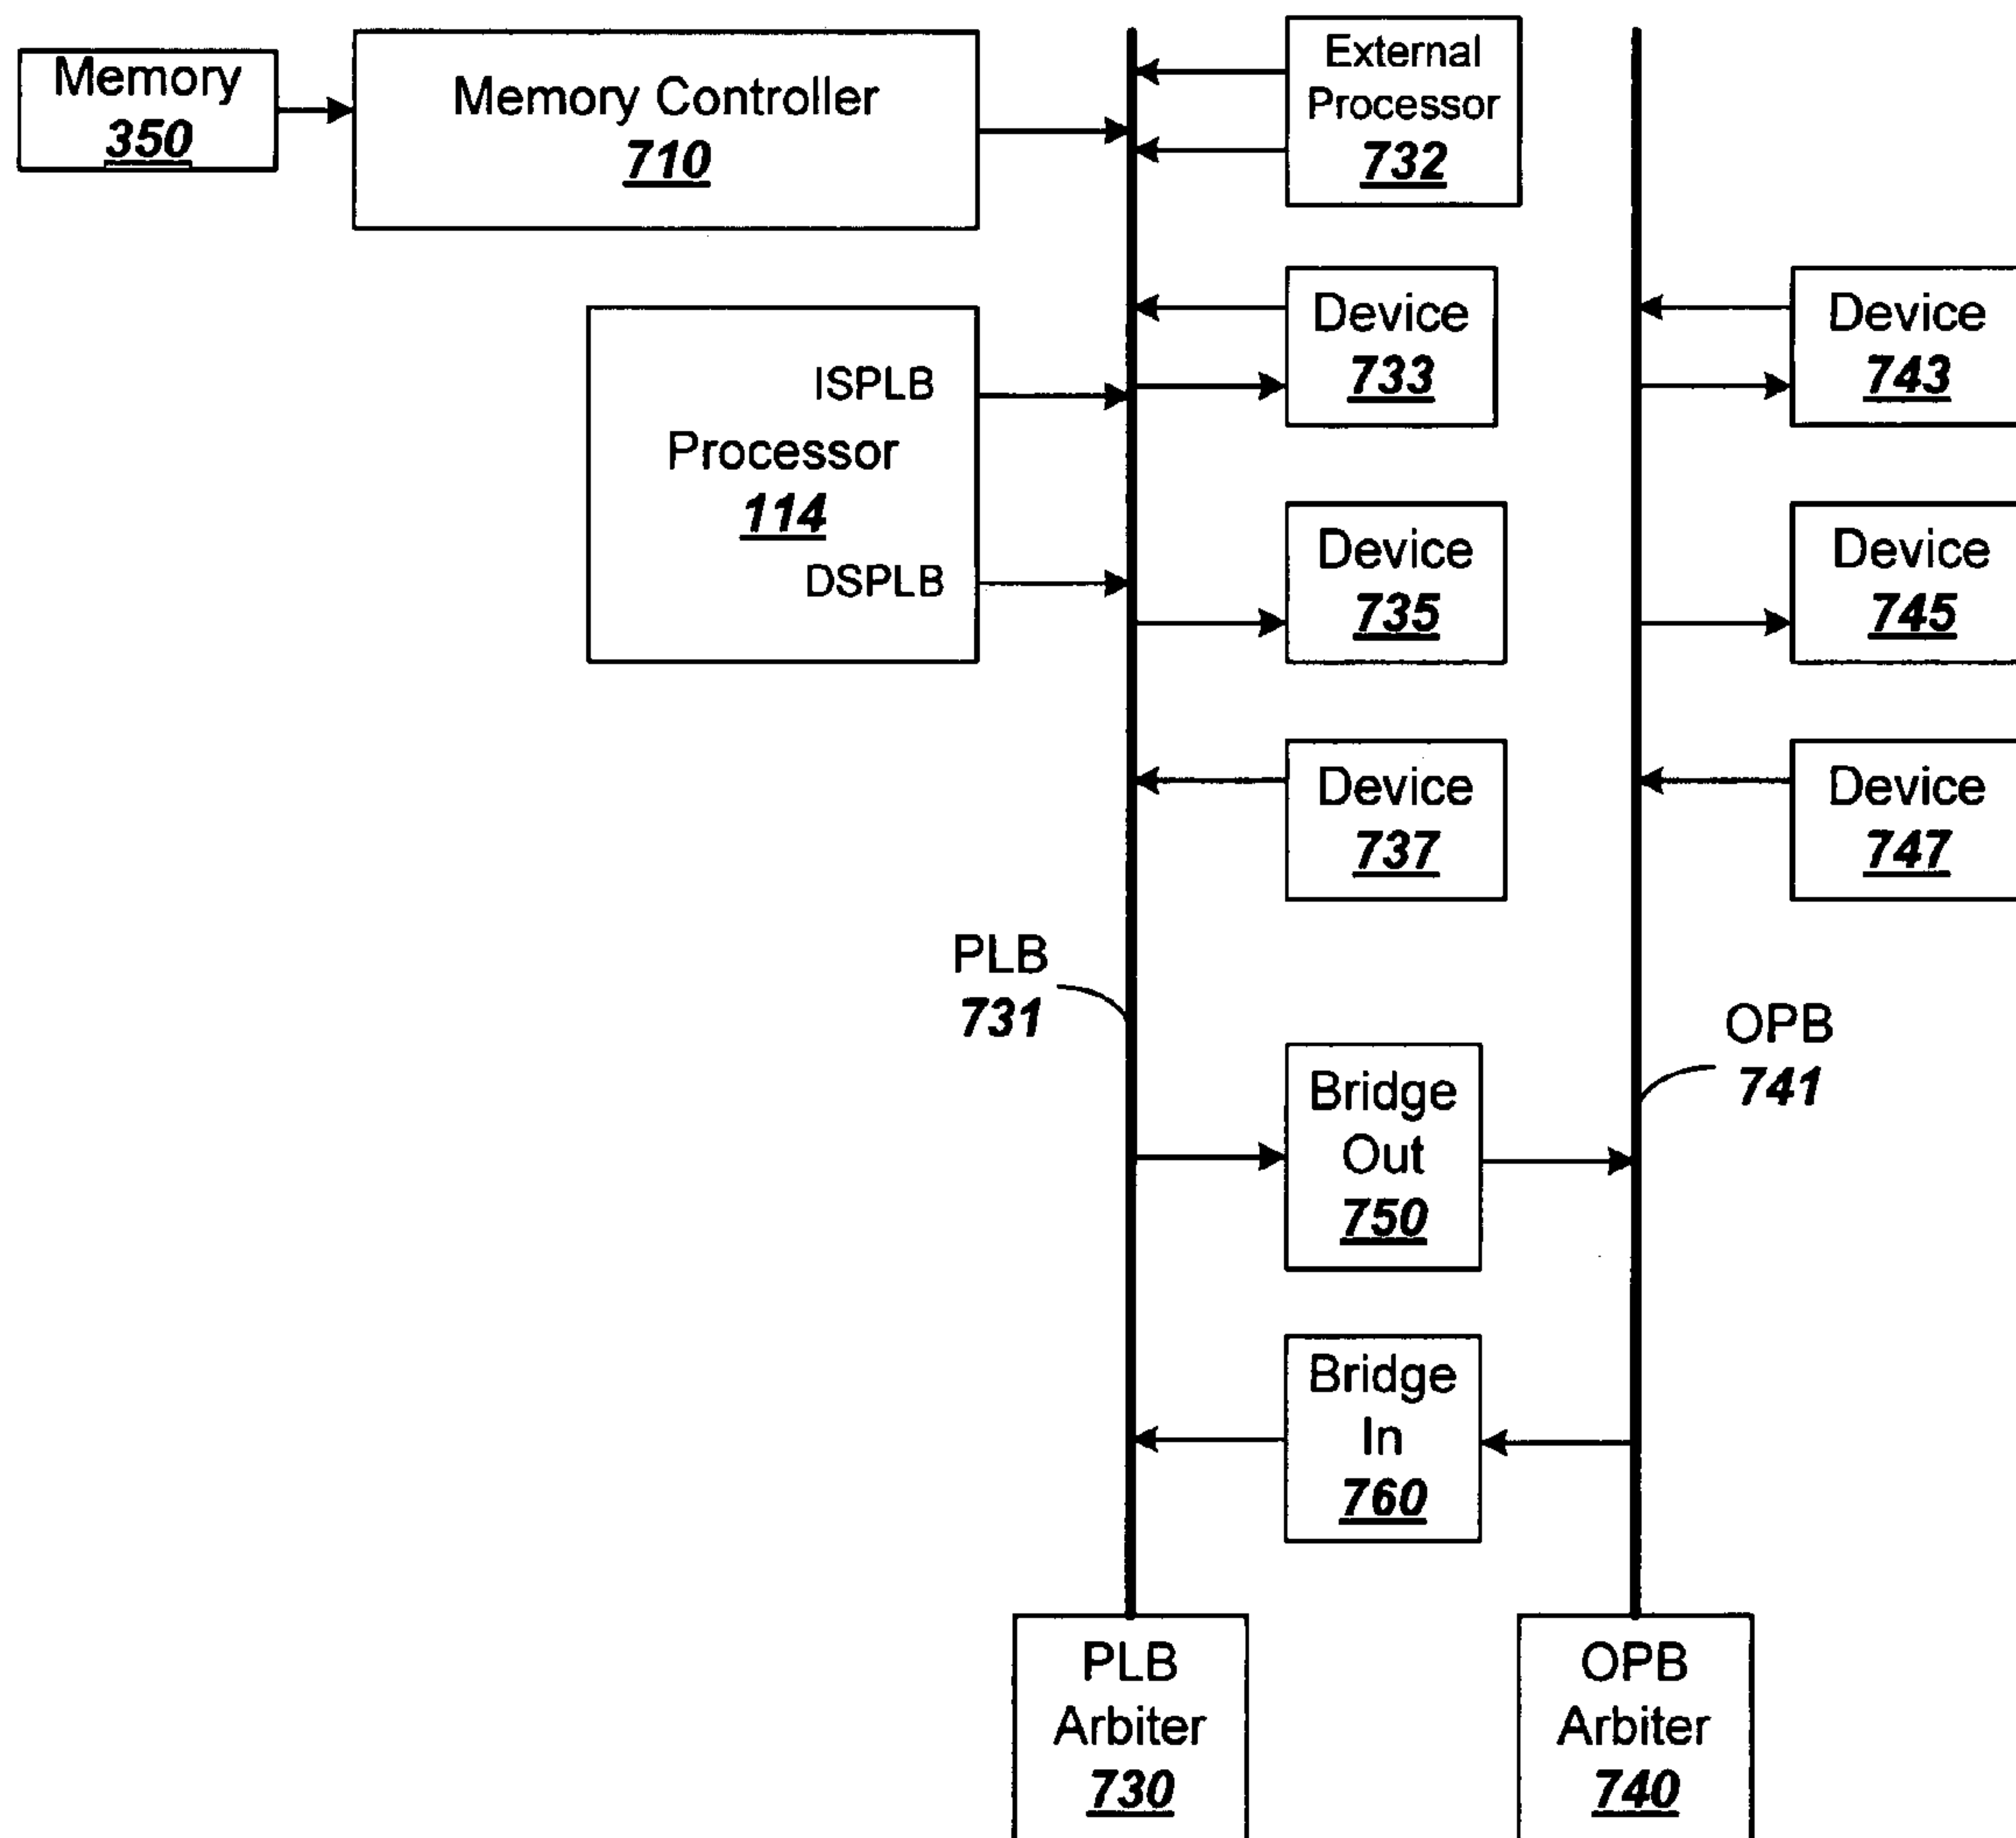 Memory
350
Memory Controller
710
External
Processor
732
ISPLB
Processor
114
DSPLB
Device
733
Device
743
Device
735
Device
745
Device
737
Device
747
PLB
731
OPB
741
Bridge
Out
750
Bridge
In
760
PLB
Arbiter
730
OPB
Arbiter
740